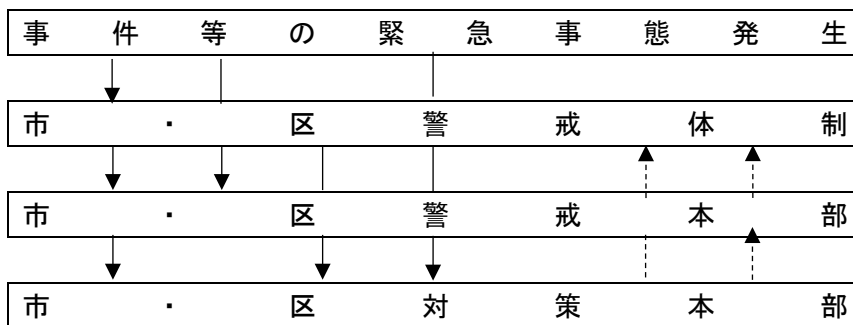 事件等の緊急事態発生
市・区警戒体制
市・区警戒本部
市・区対策本部